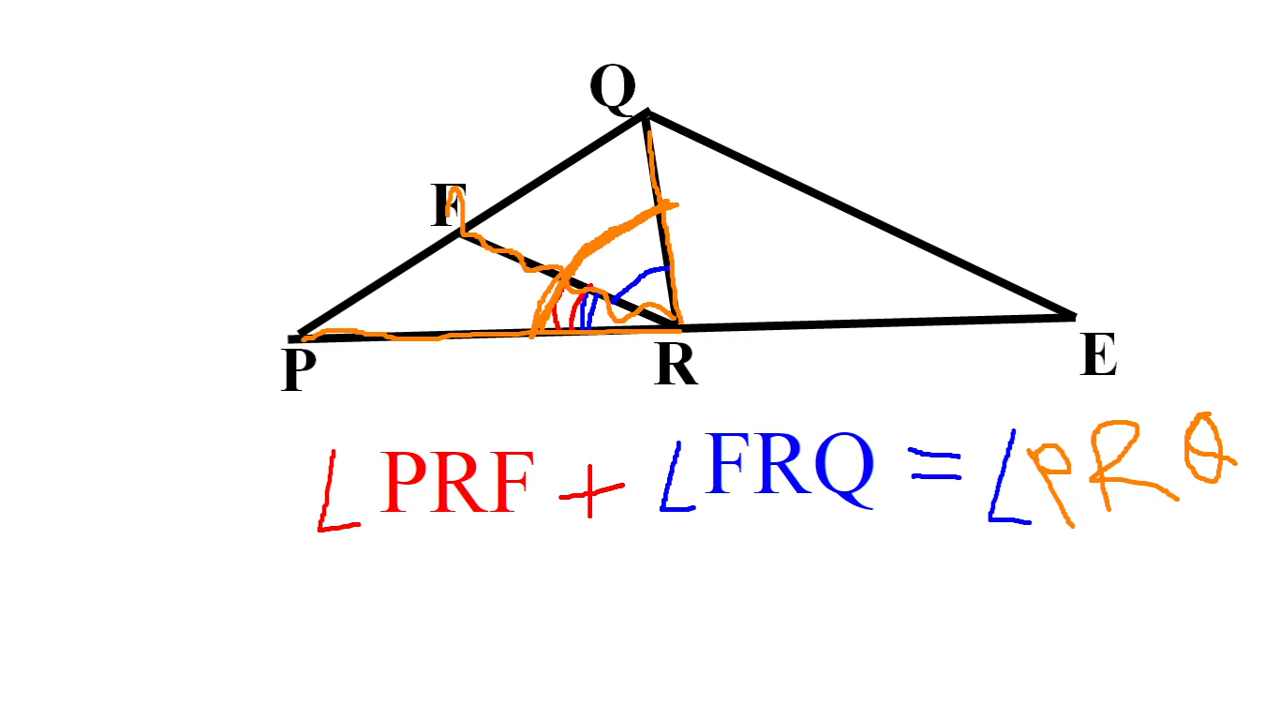 Q
F
P
R
E
∠PRF + ∠FRQ = ∠PRQ